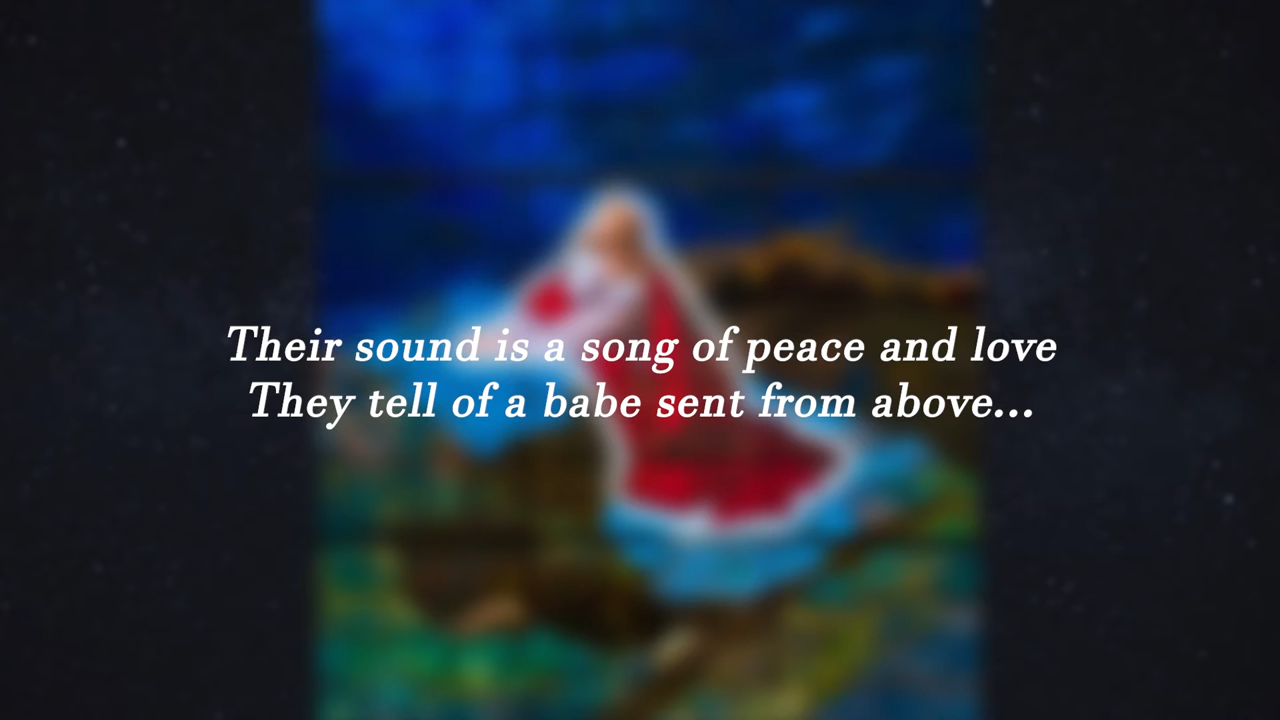 Their sound is a song of peace and love
They tell of a babe sent from above...